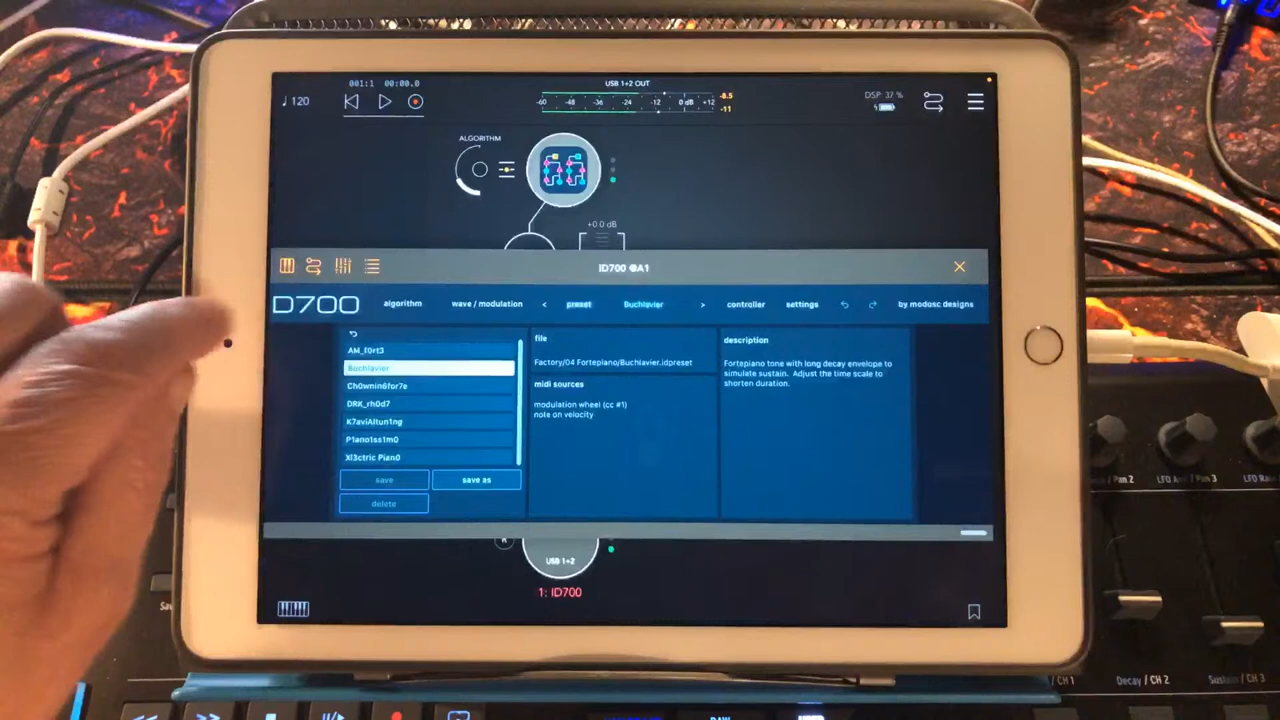 001:1 00:00.0
USB 1+2 OUT
♩ 120
-60 -48 -36 -24 -12 0 dB +12
-8.5
-11
DSP: 37 %
ALGORITHM
+0.0 dB
ID700 @A1
D700
algorithm
wave / modulation
<
preset
Buchlavier
>
controller
settings
by modosc designs
AM_f0rt3
Buchlavier
Ch0wnin6for7e
DRK_rh0d7
K7aviAltun1ng
P1ano1ss1m0
Xl3ctric Pian0
save
save as
delete
file
Factory/04 Fortepiano/Buchlavier.idpreset
midi sources
modulation wheel (cc #1)
note on velocity
description
Fortepiano tone with long decay envelope to
simulate sustain. Adjust the time scale to
shorten duration.
USB 1+2
1: ID700
/ Pan 2
/ Pan 3
/ CH 1
Decay / CH 2
/ CH 3